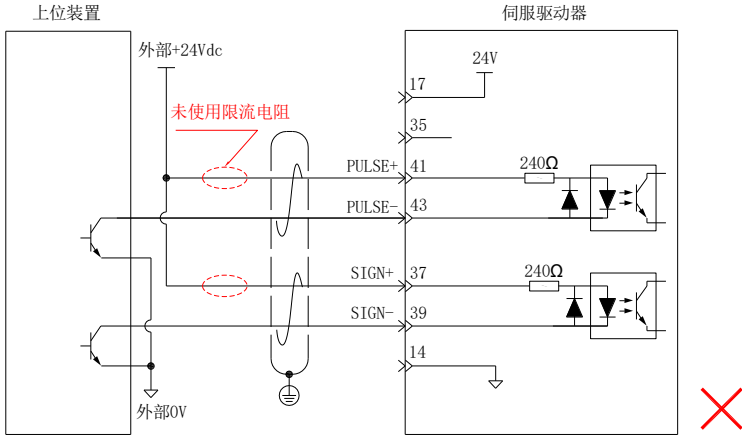 上位装置
伺服驱动器
外部+24Vdc
24V
17
未使用限流电阻
35
PULSE+
41
240Ω
PULSE-
43
SIGN+
37
240Ω
SIGN-
39
14
外部0V